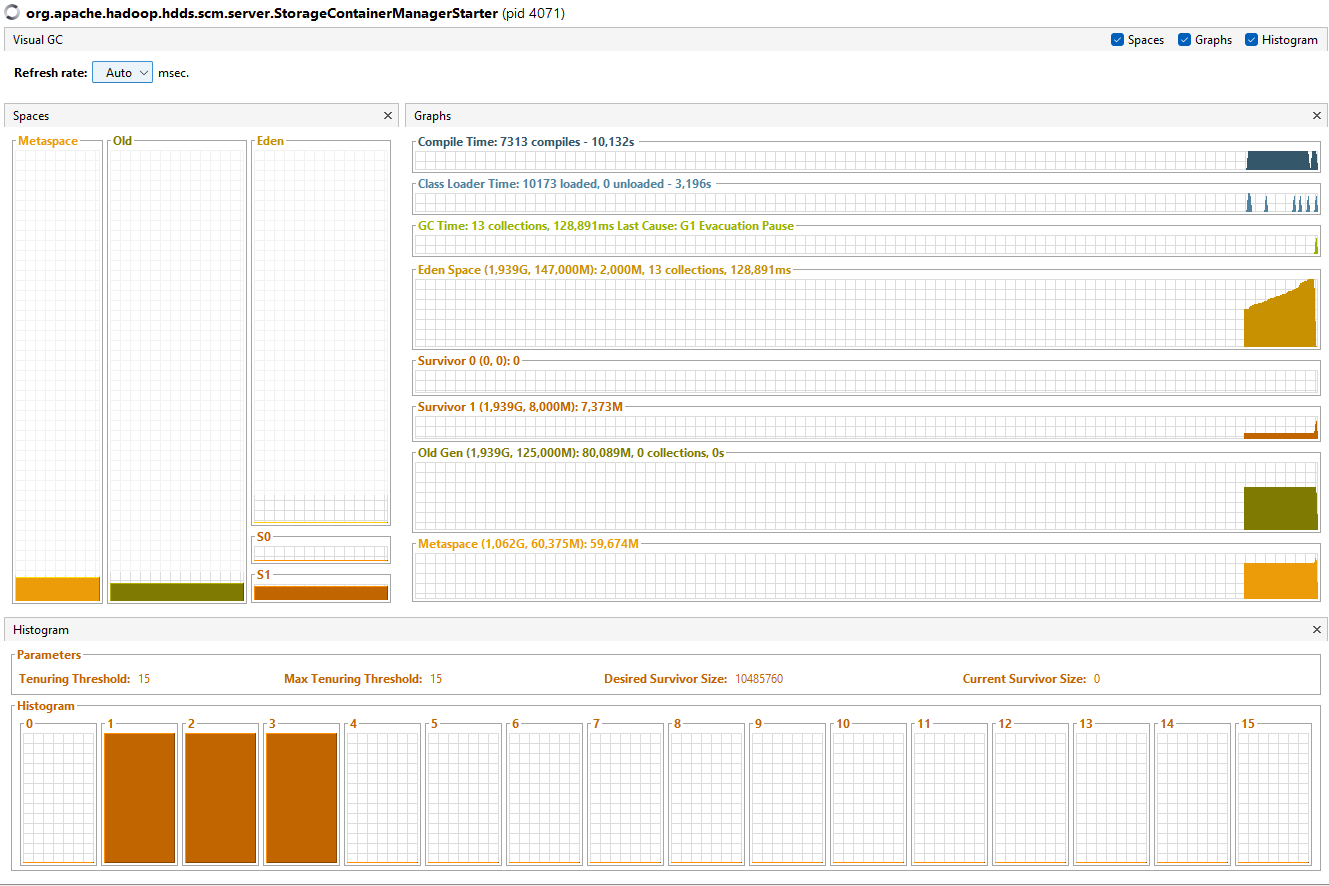 org.apache.hadoop.hdds.scm.server.StorageContainerManagerStarter (pid 4071)
Visual GC
Spaces Graphs Histogram
Refresh rate: Auto msec.
Spaces
Metaspace Old Eden
S0
S1
Graphs
Compile Time: 7313 compiles - 10,132s
Class Loader Time: 10173 loaded, 0 unloaded - 3,196s
GC Time: 13 collections, 128,891ms Last Cause: G1 Evacuation Pause
Eden Space (1,939G, 147,000M): 2,000M, 13 collections, 128,891ms
Survivor 0 (0, 0): 0
Survivor 1 (1,939G, 8,000M): 7,373M
Old Gen (1,939G, 125,000M): 80,089M, 0 collections, 0s
Metaspace (1,062G, 60,375M): 59,674M
Histogram
Parameters
Tenuring Threshold: 15 Max Tenuring Threshold: 15 Desired Survivor Size: 10485760 Current Survivor Size: 0
Histogram
0 1 2 3 4 5 6 7 8 9 10 11 12 13 14 15